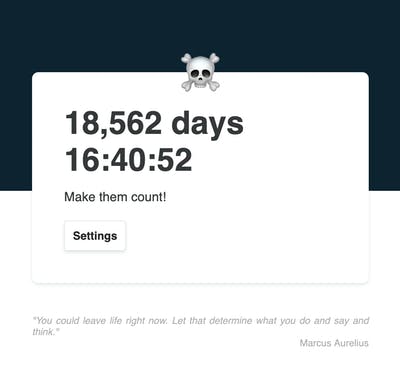 18,562 days
16:40:52
Make them count!
Settings
"You could leave life right now. Let that determine what you do and say and
think."
Marcus Aurelius